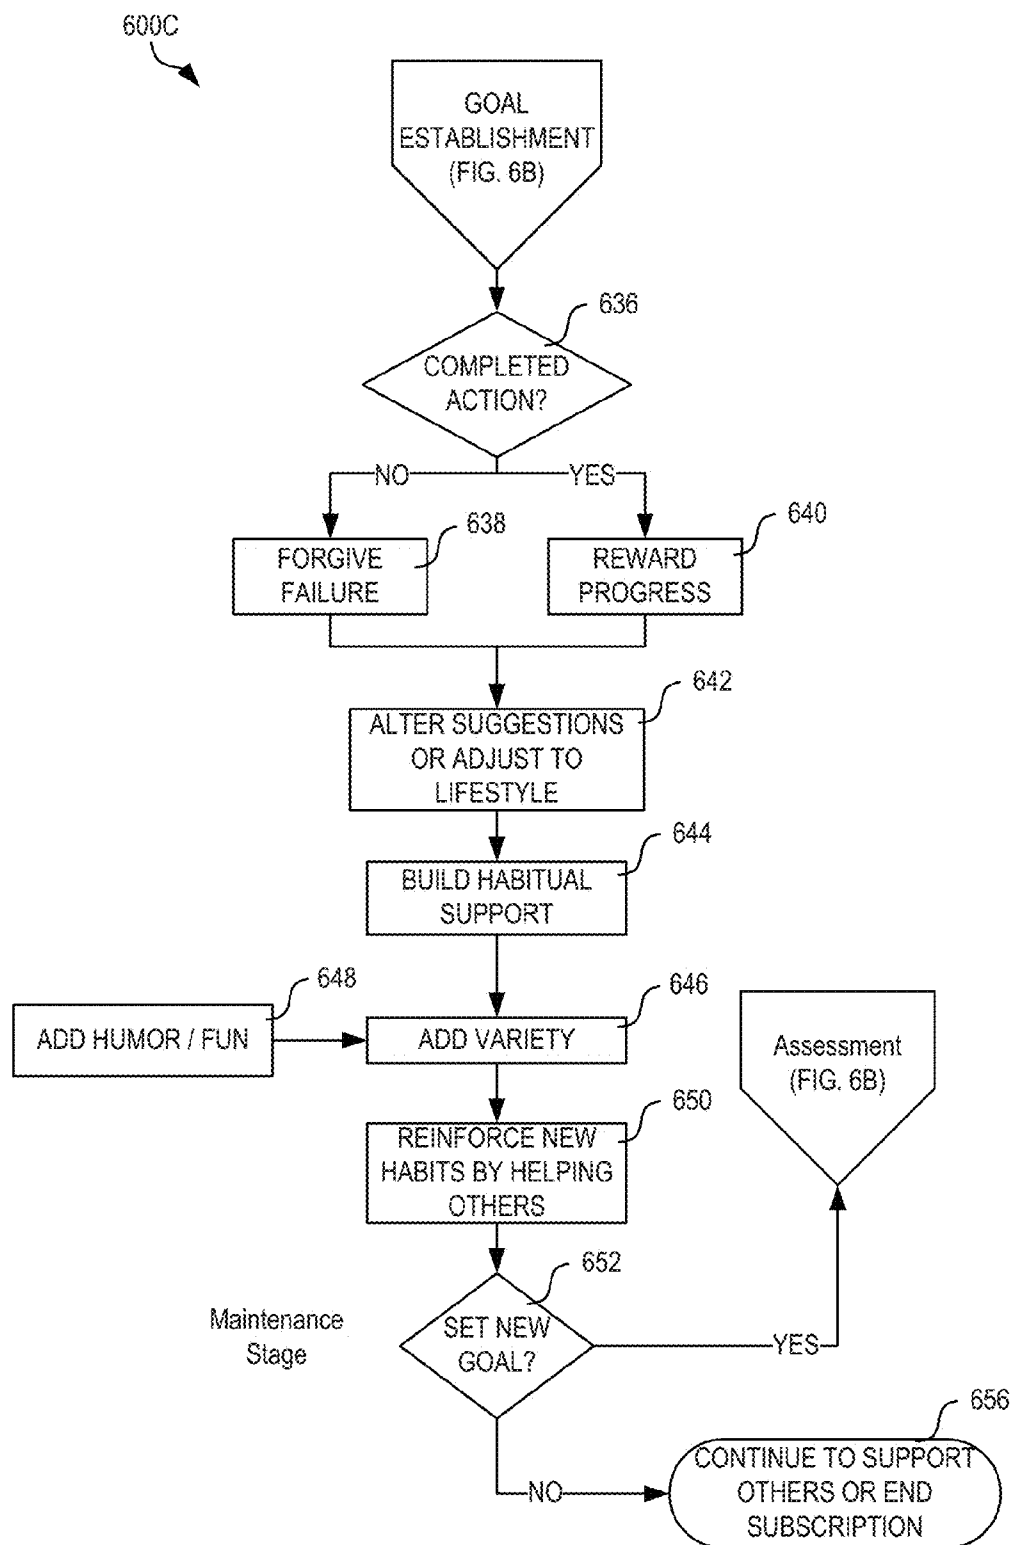 600C
GOAL
ESTABLISHMENT
(FIG. 6B)
636
COMPLETED
ACTION?
NO
YES
638
640
FORGIVE
FAILURE
REWARD
PROGRESS
642
ALTER SUGGESTIONS
OR ADJUST TO
LIFESTYLE
644
BUILD HABITUAL
SUPPORT
648
646
ADD HUMOR / FUN
ADD VARIETY
Assessment
(FIG. 6B)
650
REINFORCE NEW
HABITS BY HELPING
OTHERS
652
Maintenance
Stage
SET NEW
GOAL?
YES
656
NO
CONTINUE TO SUPPORT
OTHERS OR END
SUBSCRIPTION